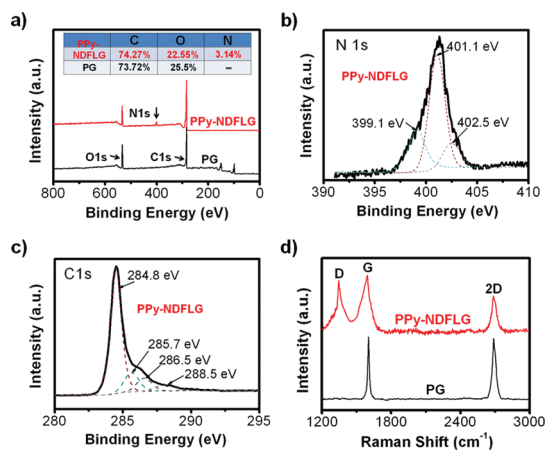 a)
C O N
PPy-NDFLG 74.27% 22.55% 3.14%
PG 73.72% 25.5% –
N1s
PPy-NDFLG
O1s
C1s
PG
Intensity (a.u.)
800 600 400 200 0
Binding Energy (eV)
b)
N 1s
401.1 eV
PPy-NDFLG
399.1 eV
402.5 eV
Intensity (a.u.)
390 395 400 405 410
Binding Energy (eV)
c)
C1s
284.8 eV
PPy-NDFLG
285.7 eV
286.5 eV
288.5 eV
Intensity (a.u.)
280 285 290 295
Binding Energy (eV)
d)
D G 2D
PPy-NDFLG
PG
Intensity (a.u.)
1200 1800 2400 3000
Raman Shift (cm⁻¹)